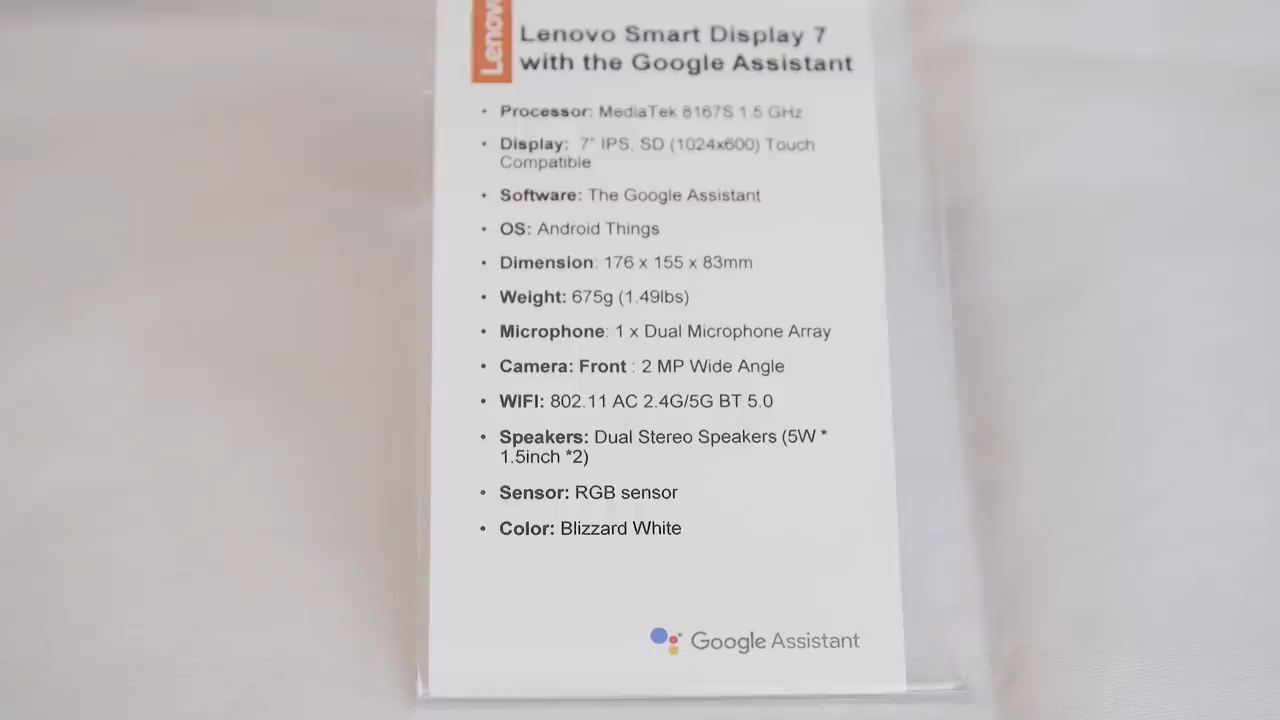 Lenovo
Lenovo Smart Display 7
with the Google Assistant
• Processor: MediaTek 8167S 1.5 GHz
• Display: 7" IPS, SD (1024x600) Touch
Compatible
• Software: The Google Assistant
• OS: Android Things
• Dimension: 176 x 155 x 83mm
• Weight: 675g (1.49lbs)
• Microphone: 1 x Dual Microphone Array
• Camera: Front : 2 MP Wide Angle
• WIFI: 802.11 AC 2.4G/5G BT 5.0
• Speakers: Dual Stereo Speakers (5W *
1.5inch *2)
• Sensor: RGB sensor
• Color: Blizzard White
Google Assistant